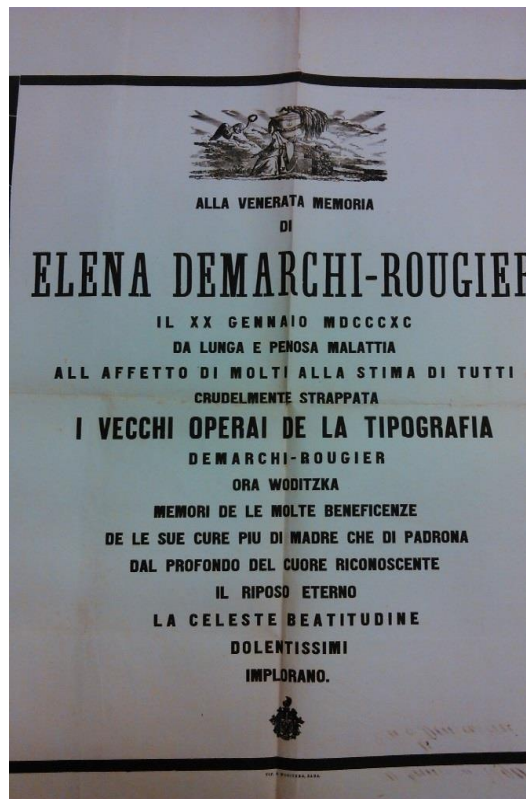 ALLA VENERATA MEMORIA
DI
ELENA DEMARCHI-ROUGIER
IL XX GENNAIO MDCCCXC
DA LUNGA E PENOSA MALATTIA
ALL AFFETTO DI MOLTI ALLA STIMA DI TUTTI
CRUDELMENTE STRAPPATA
I VECCHI OPERAI DE LA TIPOGRAFIA
DEMARCHI-ROUGIER
ORA WODITZKA
MEMORI DE LE MOLTE BENEFICENZE
DE LE SUE CURE PIU DI MADRE CHE DI PADRONA
DAL PROFONDO DEL CUORE RICONOSCENTE
IL RIPOSO ETERNO
LA CELESTE BEATITUDINE
DOLENTISSIMI
IMPLORANO.